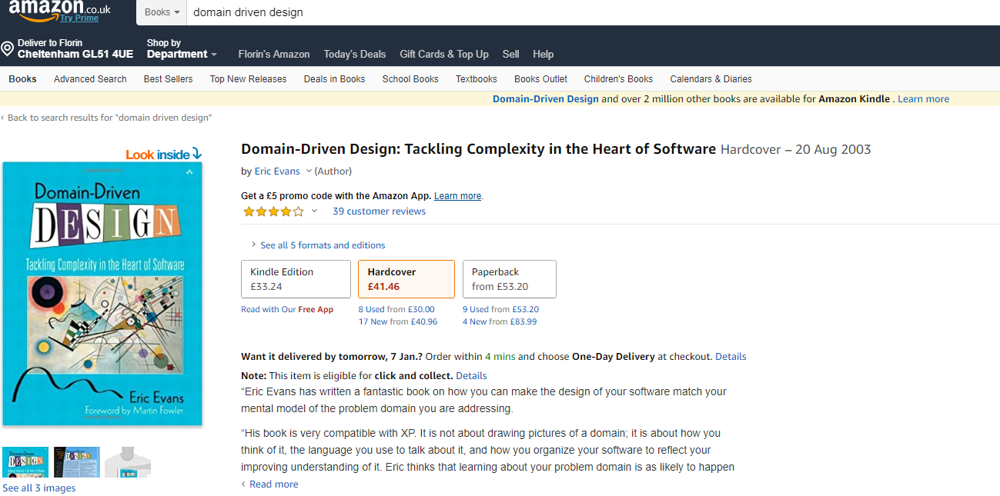 amazon.co.uk
Try Prime
Books
domain driven design
Deliver to Florin
Cheltenham GL51 4UE
Shop by
Department
Florin's Amazon Today's Deals Gift Cards & Top Up Sell Help
Books Advanced Search Best Sellers Top New Releases Deals in Books School Books Textbooks Books Outlet Children's Books Calendars & Diaries
Domain-Driven Design and over 2 million other books are available for Amazon Kindle . Learn more
‹ Back to search results for "domain driven design"
Look inside
Domain-Driven
DESIGN
Tackling Complexity in the Heart of Software
Eric Evans
Foreword by Martin Fowler
See all 3 images
Domain-Driven Design: Tackling Complexity in the Heart of Software Hardcover – 20 Aug 2003
by Eric Evans (Author)
Get a £5 promo code with the Amazon App. Learn more.
39 customer reviews
› See all 5 formats and editions
Kindle Edition
£33.24
Read with Our Free App
Hardcover
£41.46
8 Used from £30.00
17 New from £40.96
Paperback
from £53.20
9 Used from £53.20
4 New from £83.99
Want it delivered by tomorrow, 7 Jan.? Order within 4 mins and choose One-Day Delivery at checkout. Details
Note: This item is eligible for click and collect. Details
“Eric Evans has written a fantastic book on how you can make the design of your software match your
mental model of the problem domain you are addressing.
“His book is very compatible with XP. It is not about drawing pictures of a domain; it is about how you
think of it, the language you use to talk about it, and how you organize your software to reflect your
improving understanding of it. Eric thinks that learning about your problem domain is as likely to happen
‹ Read more